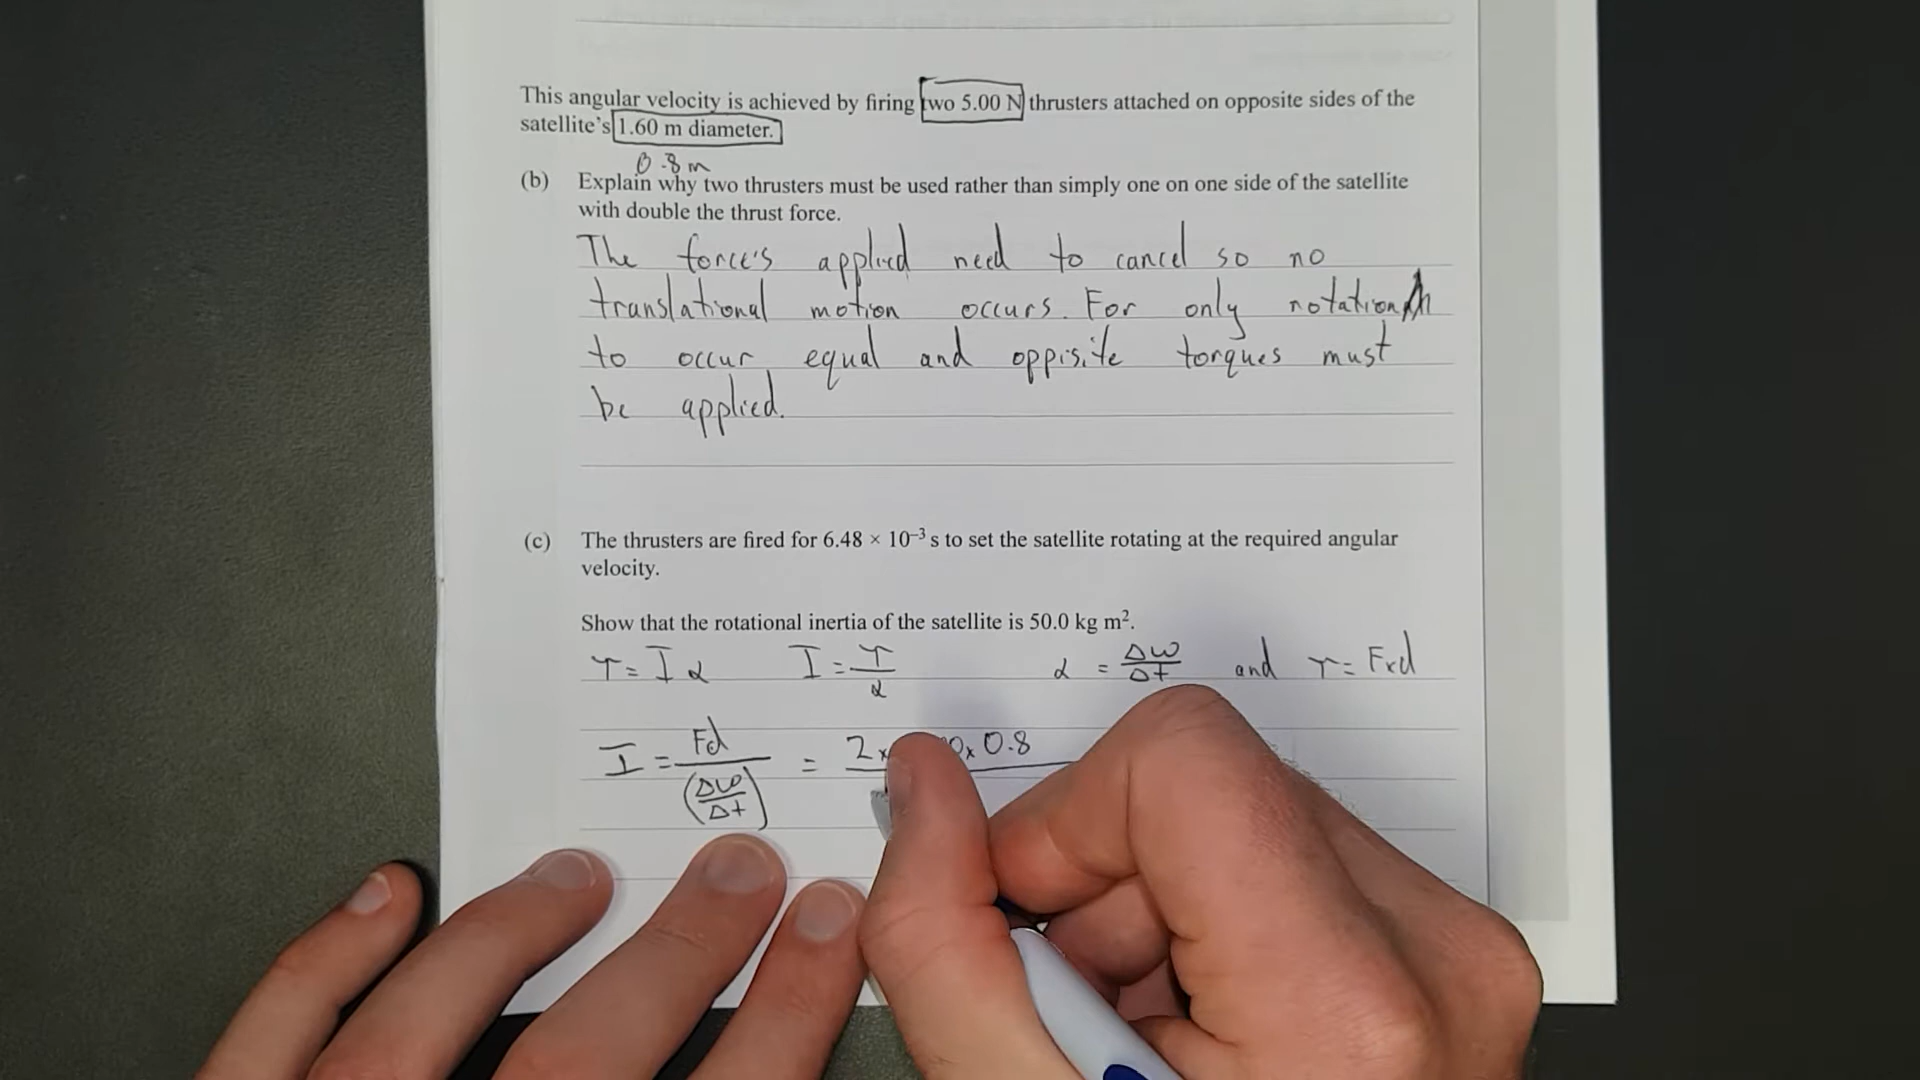 This angular velocity is achieved by firing two 5.00 N thrusters attached on opposite sides of the
satellite's 1.60 m diameter.
0.8 m
(b) Explain why two thrusters must be used rather than simply one on one side of the satellite
with double the thrust force.
The force's applied need to cancel so no
translational motion occurs. For only rotation
to occur equal and oppisite torques must
be applied.
(c) The thrusters are fired for 6.48 × 10⁻³ s to set the satellite rotating at the required angular
velocity.
Show that the rotational inertia of the satellite is 50.0 kg m².
τ = Iα I = τ/α α = Δω/Δt and τ = F×d
I = Fd/(Δω/Δt) = 2× 0× 0.8